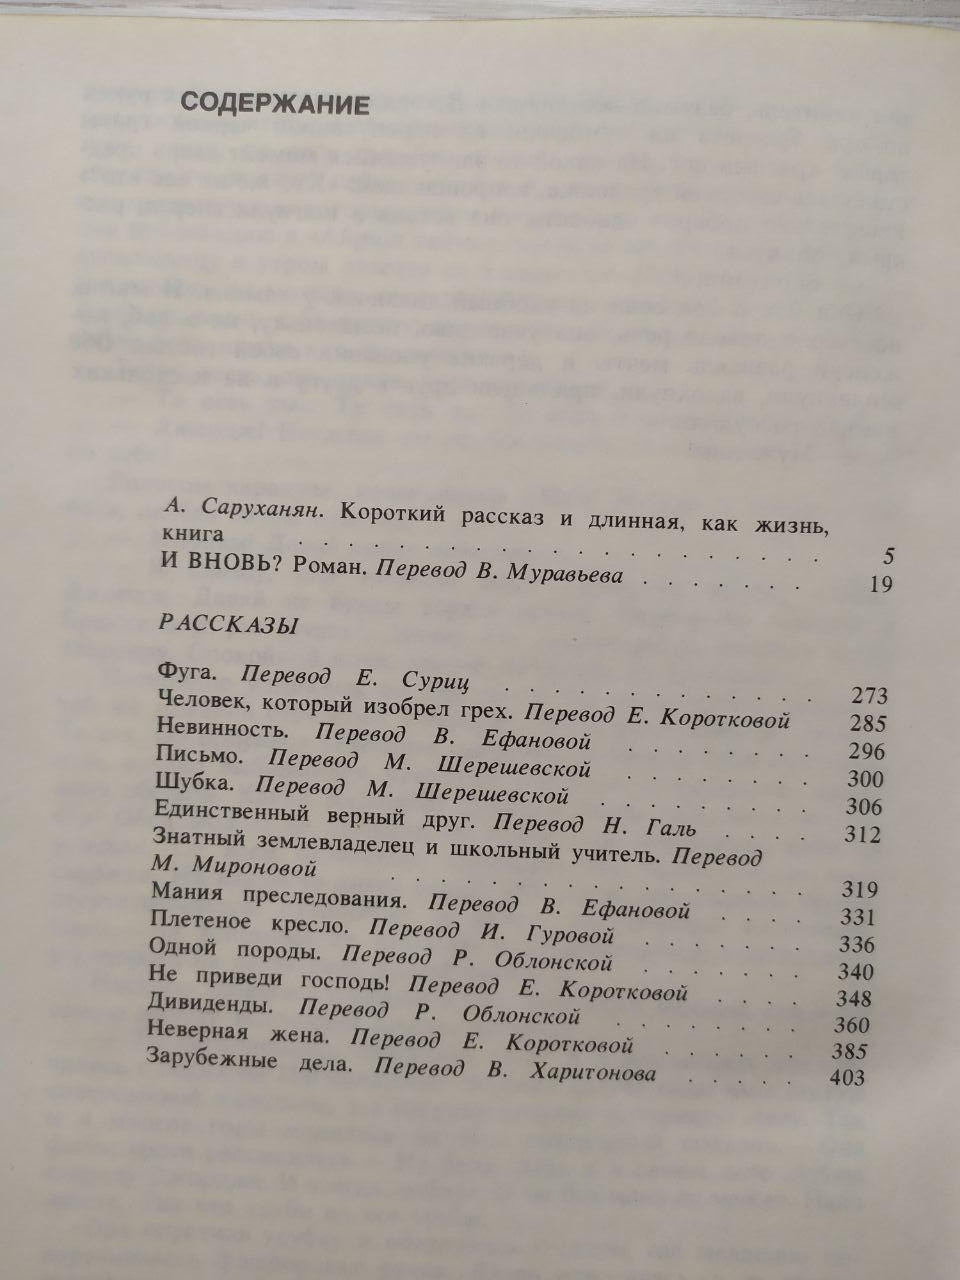 СОДЕРЖАНИЕ
А. Саруханян. Короткий рассказ и длинная, как жизнь,
книга . . . . . . . . . . . . . . . . . . . . 5
И ВНОВЬ? Роман. Перевод В. Муравьева . . . . . . . 19
РАССКАЗЫ
Фуга. Перевод Е. Суриц . . . . . . . . . . . . 273
Человек, который изобрел грех. Перевод Е. Коротковой 285
Невинность. Перевод В. Ефановой . . . . . . . . 296
Письмо. Перевод М. Шерешевской . . . . . . . . 300
Шубка. Перевод М. Шерешевской . . . . . . . . . 306
Единственный верный друг. Перевод Н. Галь . . . . 312
Знатный землевладелец и школьный учитель. Перевод
М. Мироновой . . . . . . . . . . . . . . . . 319
Мания преследования. Перевод В. Ефановой . . . . 331
Плетеное кресло. Перевод И. Гуровой . . . . . . . 336
Одной породы. Перевод Р. Облонской . . . . . . . 340
Не приведи господь! Перевод Е. Коротковой . . . . 348
Дивиденды. Перевод Р. Облонской . . . . . . . . 360
Неверная жена. Перевод Е. Коротковой . . . . . . 385
Зарубежные дела. Перевод В. Харитонова . . . . . 403